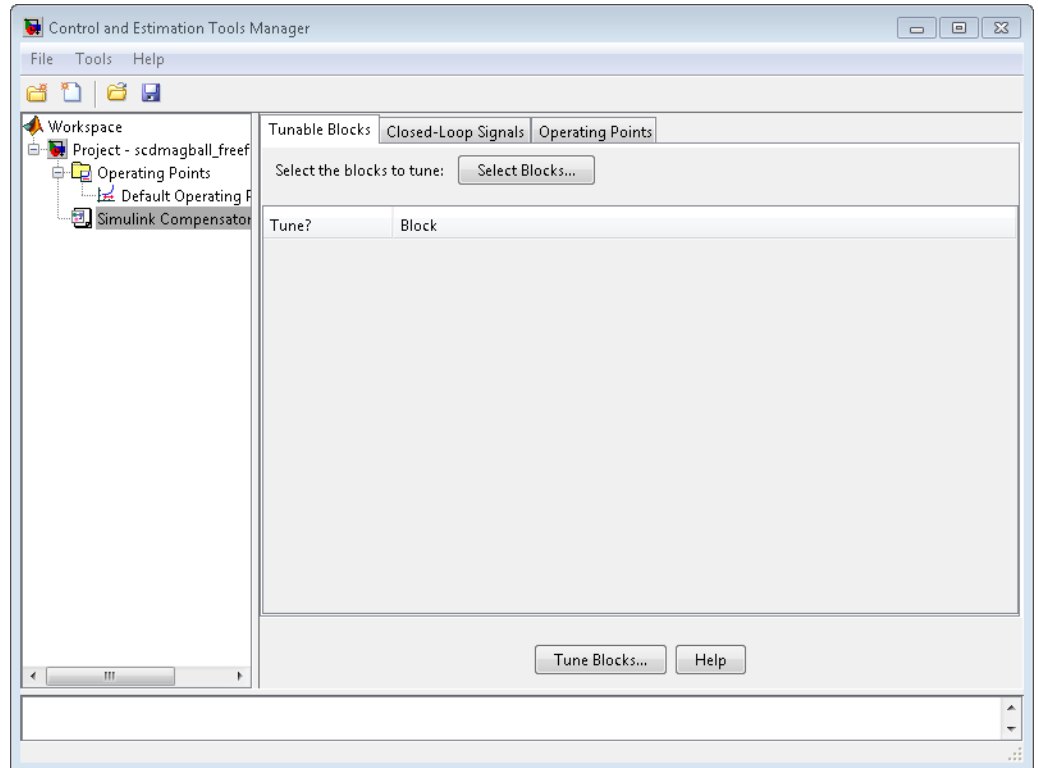 Control and Estimation Tools Manager
File Tools Help
Workspace
Project - scdmagball_freef
Operating Points
Default Operating P
Simulink Compensator
Tunable Blocks Closed-Loop Signals Operating Points
Select the blocks to tune: Select Blocks...
Tune? Block
Tune Blocks... Help